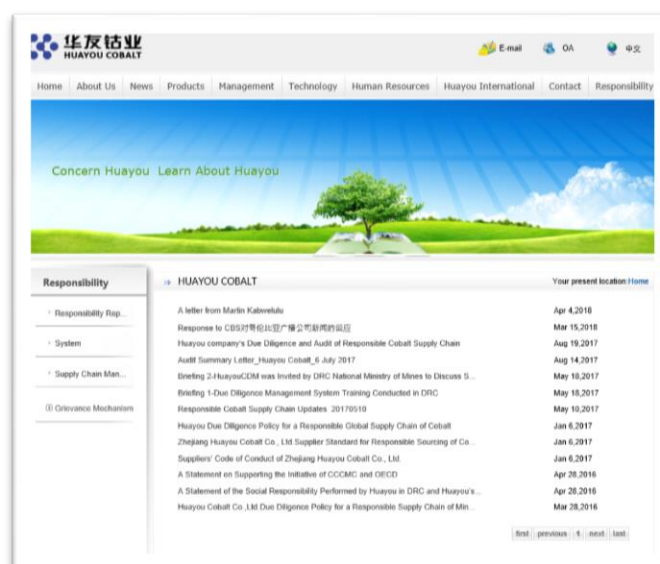 华友钴业
HUAYOU COBALT
E-mail OA 中文
Home About Us News Products Management Technology Human Resources Huayou International Contact Responsibility
Concern Huayou Learn About Huayou
Responsibility
Responsibility Rep...
System
Supply Chain Man...
Grievance Mechanism
HUAYOU COBALT Your present location:Home
A letter from Martin Kabwelulu Apr 4,2018
Response to CBS对哥伦比亚广播公司新闻的回应 Mar 15,2018
Huayou company's Due Diligence and Audit of Responsible Cobalt Supply Chain Aug 19,2017
Audit Summary Letter_Huayou Cobalt_6 July 2017 Aug 14,2017
Briefing 2-HuayouCDM was Invited by DRC National Ministry of Mines to Discuss S... May 18,2017
Briefing 1-Due Diligence Management System Training Conducted in DRC May 18,2017
Responsible Cobalt Supply Chain Updates 20170510 May 10,2017
Huayou Due Diligence Policy for a Responsible Global Supply Chain of Cobalt Jan 6,2017
Zhejiang Huayou Cobalt Co., Ltd.Supplier Standard for Responsible Sourcing of Co... Jan 6,2017
Suppliers' Code of Conduct of Zhejiang Huayou Cobalt Co., Ltd. Jan 6,2017
A Statement on Supporting the Initiative of CCCMC and OECD Apr 28,2016
A Statement of the Social Responsibility Performed by Huayou in DRC and Huayou's... Apr 28,2016
Huayou Cobalt Co.,Ltd Due Diligence Policy for a Responsible Supply Chain of Min... Mar 28,2016
first previous 1 next last